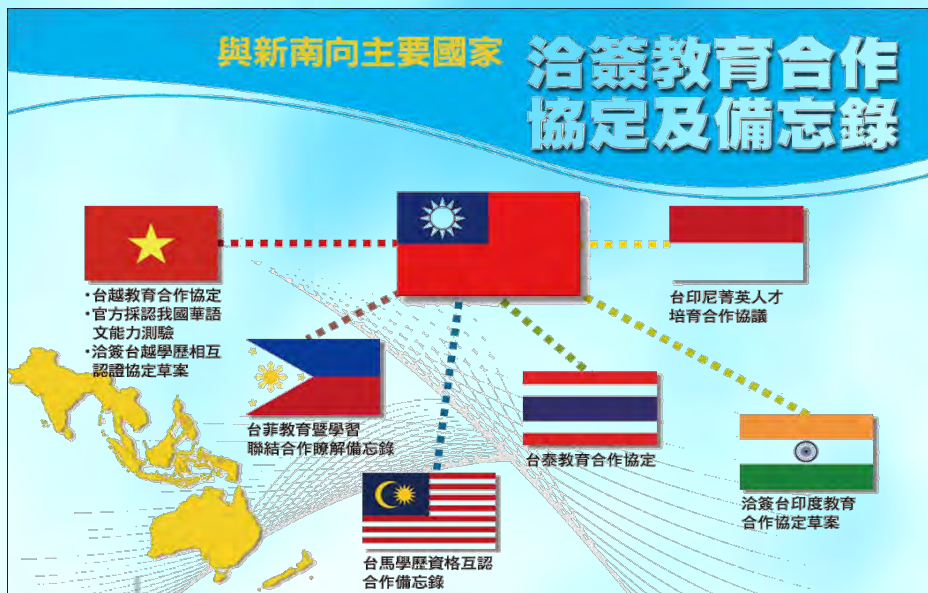 與新南向主要國家
洽簽教育合作
協定及備忘錄
・台越教育合作協定
・官方採認我國華語
文能力測驗
・洽簽台越學歷相互
認證協定草案
台印尼菁英人才
培育合作協議
台菲教育暨學習
聯結合作瞭解備忘錄
台泰教育合作協定
洽簽台印度教育
合作協定草案
台馬學歷資格互認
合作備忘錄